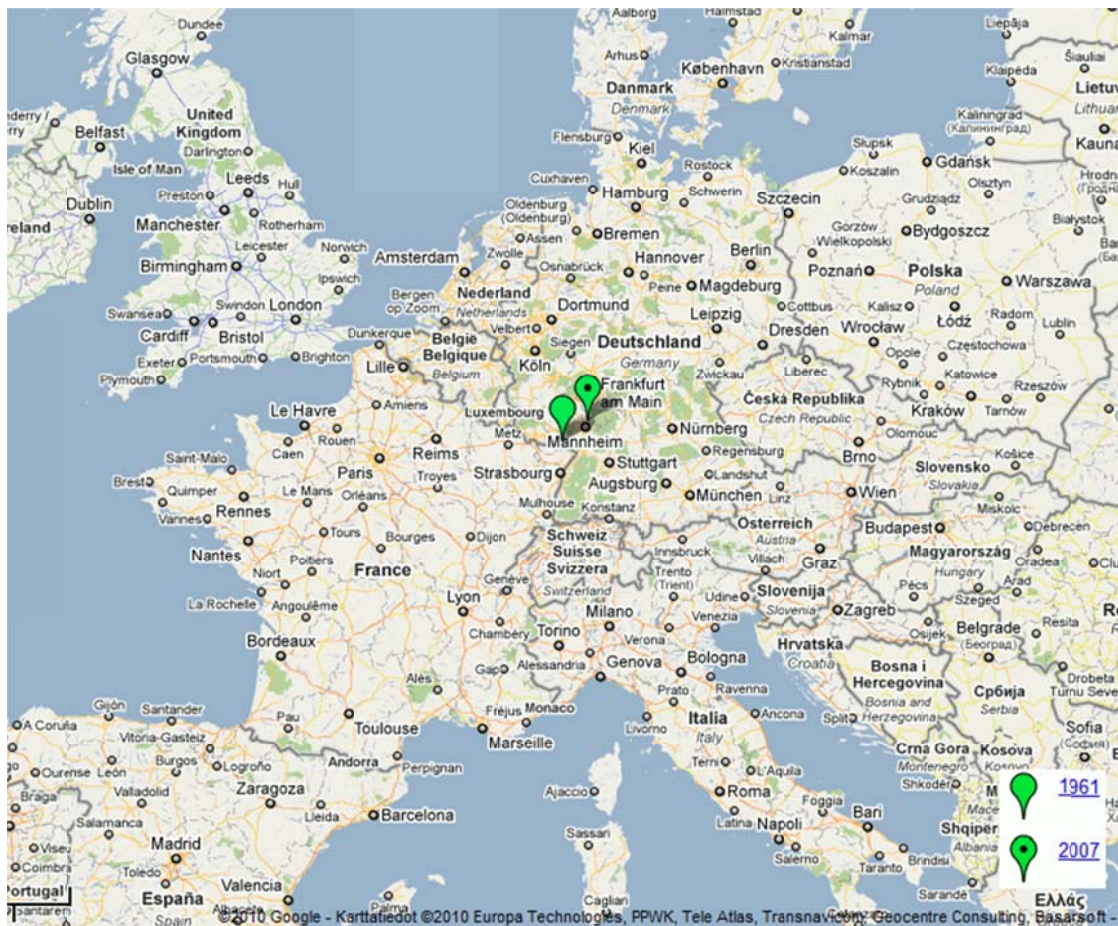 Dundee
Aalborg
Halmstad
Kalmar
Liepāja
Glasgow
Arhus
København
Kristianstad
Šiauliai
Klaipėda
Danmark
Denmark
United
Kingdom
Belfast
Darlington
Isle of Man
Flensburg
Kiel
Kaliningrad
(Калининград)
Kauna
Słupsk
Gdańsk
Koszalin
Rostock
Schwerin
Cuxhaven
Hamburg
Preston
Leeds
Hull
Dublin
Manchester
Rotherham
Oldenburg
(Oldenburg)
Bremen
Szczecin
Grudziądz
Olsztyn
Białystok
Bydgoszcz
Gorzów
Wielkopolski
Leicester
Norwich
Assen
Zwolle
Amsterdam
Hannover
Berlin
Birmingham
Ipswich
Osnabrück
Peine
Magdeburg
Poznań
Polska
Poland
Warszawa
Nederland
Netherlands
Bergen
op Zoom
Swansea
Swindon
London
Cardiff
Bristol
Dortmund
Cottbus
Kalisz
Łódź
Radom
Lublin
Leipzig
Dresden
Wrocław
Dunkerque
België
Belgique
Belgium
Velbert
Siegen
Deutschland
Germany
Exeter
Portsmouth
Brighton
Plymouth
Lille
Köln
Zwickau
Liberec
Opole
Częstochowa
Rybnik
Katowice
Rzeszów
Kraków
Tarnów
Frankfurt
am Main
Česká Republika
Czech Republic
Le Havre
Amiens
Luxembourg
Rouen
Caen
Reims
Metz
Mannheim
Nürnberg
Olomouc
Brno
Saint-Malo
Paris
Strasbourg
Stuttgart
Regensburg
Košice
Slovensko
Slovakia
Brest
Quimper
Troyes
Augsburg
Landshut
Le Mans
Orléans
Rennes
Vannes
München
Linz
Wien
Miskolc
Mulhouse
Konstanz
Tours
Bourges
Dijon
Schweiz
Suisse
Svizzera
Switzerland
Österreich
Austria
Budapest
Debrecen
Nantes
Innsbruck
Graz
Magyarország
Hungary
Oradea
France
Poitiers
Niort
Villach
La Rochelle
Genève
Trento
(Trient)
Slovenija
Slovenia
Pécs
Arad
Szeged
Angoulême
Lyon
Milano
Udine
Zagreb
Chambéry
Torino
Verona
Venezia
Osijek
Belgrade
(Београд)
Resita
Bordeaux
Hrvatska
Croatia
Alessandria
Genova
Bologna
Gap
Bosna i
Hercegovina
Bosnia and
Herzegovina
Drobeta
Turnu Seve
Alès
Prato
Ravenna
Србија
Serbia
Gijón
Santander
Pau
Fréjus
Monaco
A Coruña
Toulouse
Marseille
Livorno
Italia
Italy
Ancona
Split
Sofia
(София)
Vitoria-Gasteiz
Andorra
Perpignan
Crna Gora
Montenegro
Kosova
Ourense
León
Burgos
Logroño
Terni
L'Aquila
Shkodër
Braga
Valladolid
Zaragoza
Lleida
Barcelona
Ajaccio
Roma
Latina
Foggia
Bari
1961
Salamanca
Sassari
Napoli
Salerno
Shqipër
Albania
Viseu
Madrid
Coimbra
Toledo
Taranto
Brindisi
2007
Portugal
España
Spain
Valencia
Albacete
Palma
Cagliari
Sarandë
Ελλάς
©2010 Google - Karttatiedot ©2010 Europa Technologies, PPWK, Tele Atlas, Transnavicom, Geocentre Consulting, Basarsoft -